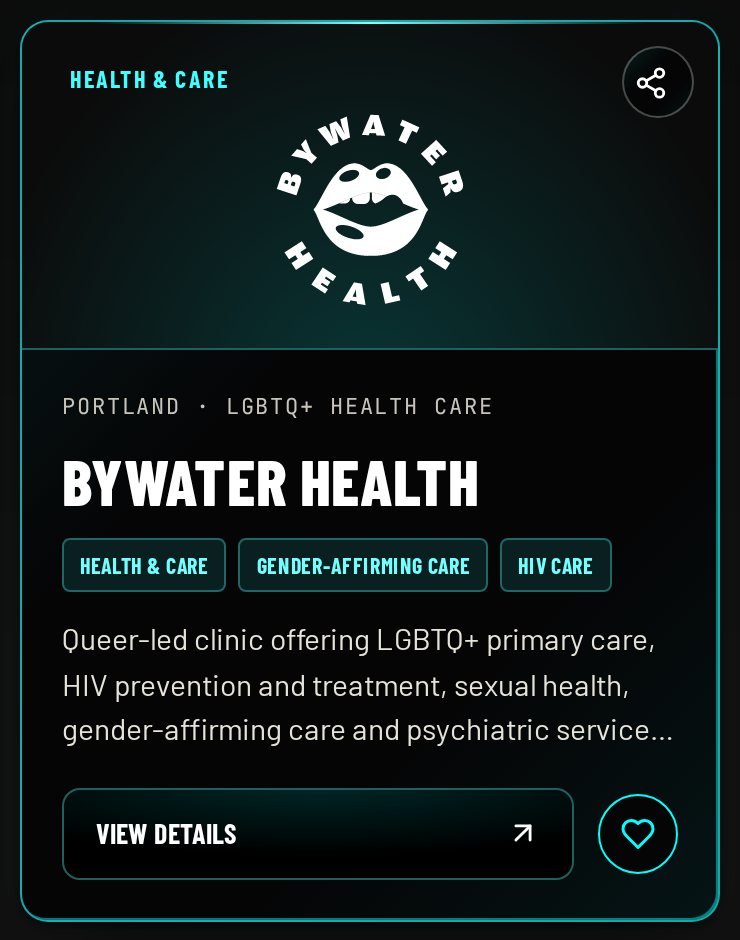 HEALTH & CARE
BYWATER
HEALTH
PORTLAND · LGBTQ+ HEALTH CARE
BYWATER HEALTH
HEALTH & CARE GENDER-AFFIRMING CARE HIV CARE
Queer-led clinic offering LGBTQ+ primary care,
HIV prevention and treatment, sexual health,
gender-affirming care and psychiatric service...
VIEW DETAILS